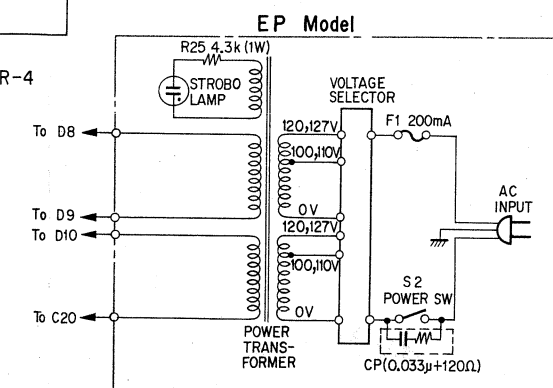 EP Model
R25 4.3k (1W)
R-4
STROBO
LAMP
VOLTAGE
SELECTOR
To D8
120,127V
F1 200mA
100,110V
AC
INPUT
To D9
0V
To D10
120,127V
100,110V
S2
POWER SW
To C20
0V
POWER
TRANS-
FORMER
CP(0.033µ+120Ω)